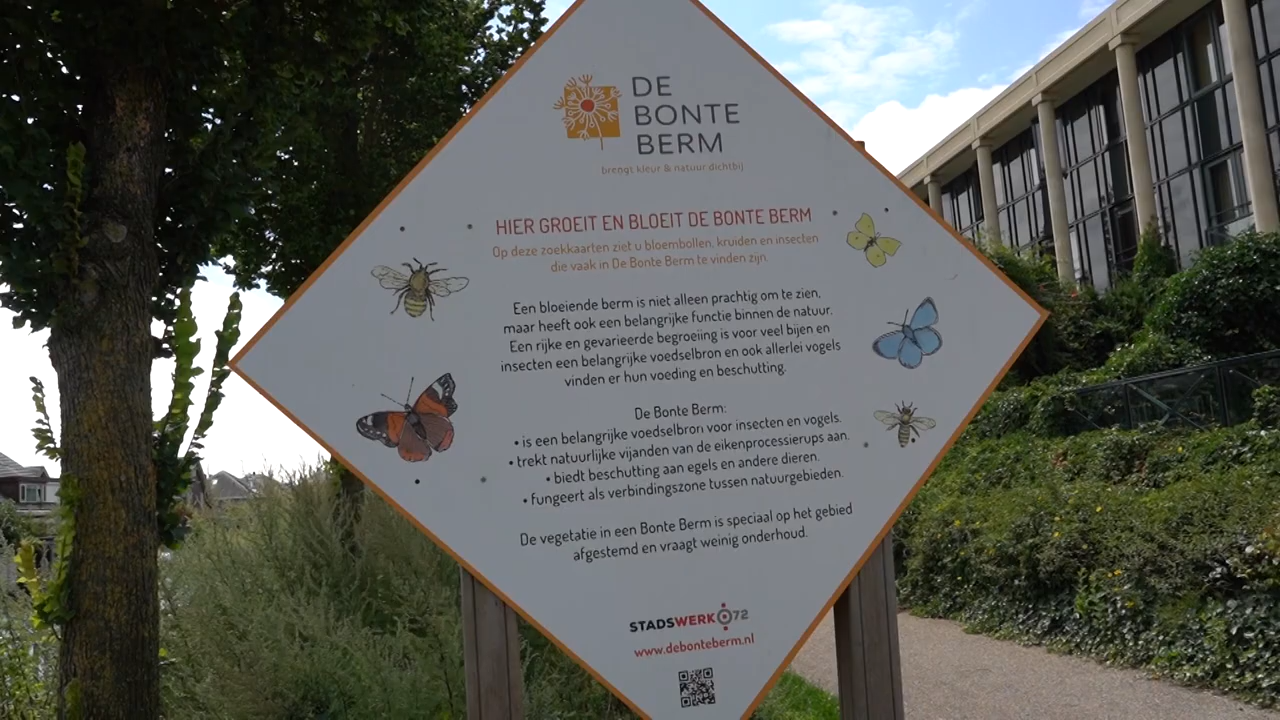 DE
BONTE
BERM
brengt kleur & natuur dichtbij
HIER GROEIT EN BLOEIT DE BONTE BERM
Op deze zoekkaarten ziet u bloembollen, kruiden en insecten
die vaak in De Bonte Berm te vinden zijn.
Een bloeiende berm is niet alleen prachtig om te zien,
maar heeft ook een belangrijke functie binnen de natuur.
Een rijke en gevarieerde begroeiing is voor veel bijen en
insecten een belangrijke voedselbron en ook allerlei vogels
vinden er hun voeding en beschutting.
De Bonte Berm:
• is een belangrijke voedselbron voor insecten en vogels.
• trekt natuurlijke vijanden van de eikenprocessierups aan.
• biedt beschutting aan egels en andere dieren.
• fungeert als verbindingszone tussen natuurgebieden.
De vegetatie in een Bonte Berm is speciaal op het gebied
afgestemd en vraagt weinig onderhoud.
STADSWERK 072
www.debonteberm.nl